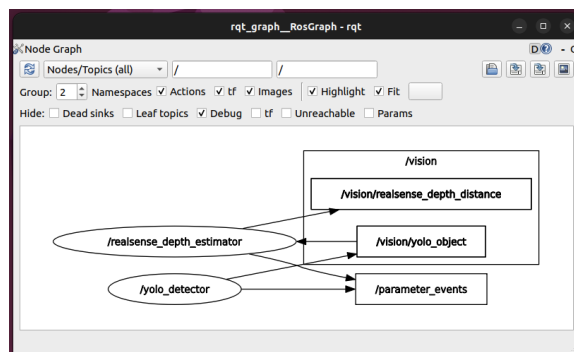 rqt_graph__RosGraph - rqt
Node Graph
D - C
Nodes/Topics (all) / /
Group: 2 Namespaces Actions tf Images Highlight Fit
Hide: Dead sinks Leaf topics Debug tf Unreachable Params
/vision
/vision/realsense_depth_distance
/realsense_depth_estimator /vision/yolo_object
/yolo_detector /parameter_events